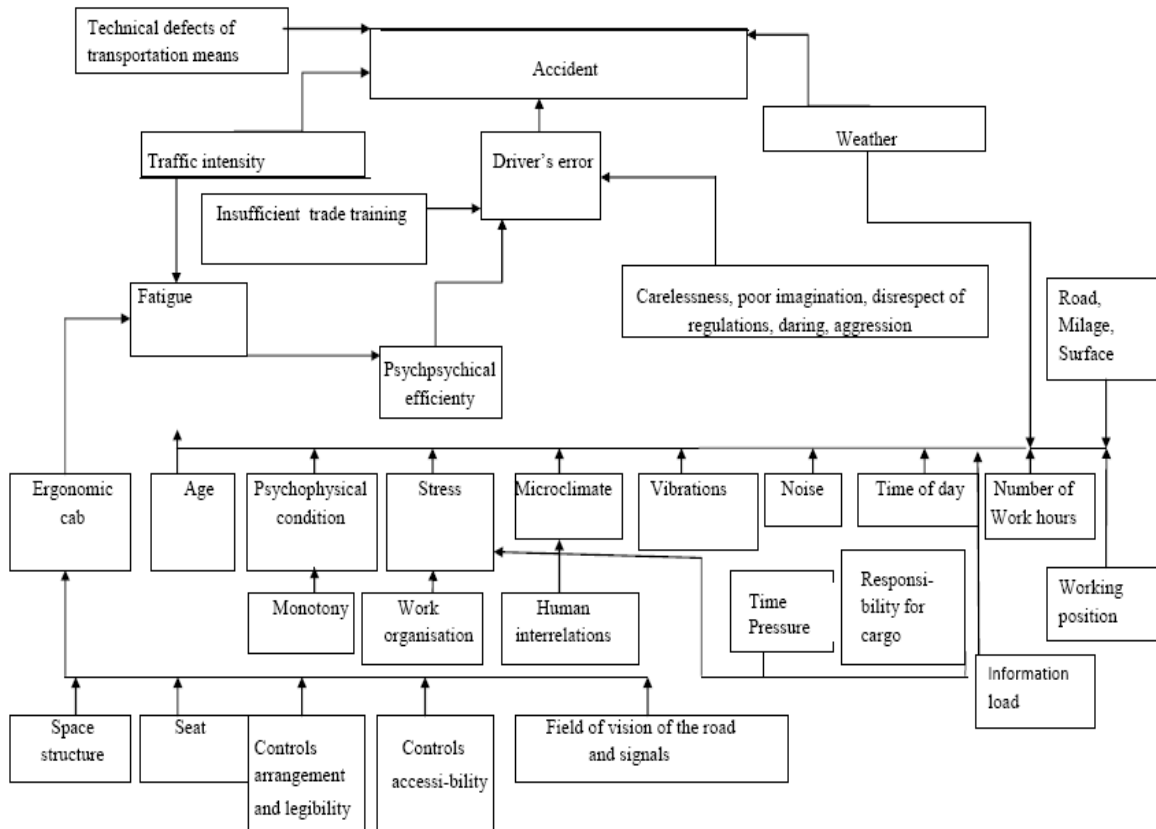 Technical defects of
transportation means
Accident
Traffic intensity
Driver's error
Weather
Insufficient trade training
Fatigue
Carelessness, poor imagination, disrespect of
regulations, daring, aggression
Road,
Milage,
Surface
Psychpsychical
efficienty
Ergonomic
cab
Age
Psychophysical
condition
Stress
Microclimate
Vibrations
Noise
Time of day
Number of
Work hours
Monotony
Work
organisation
Human
interrelations
Time
Pressure
Responsi-
bility for
cargo
Working
position
Information
load
Space
structure
Seat
Controls
arrangement
and legibility
Controls
accessi-bility
Field of vision of the road
and signals